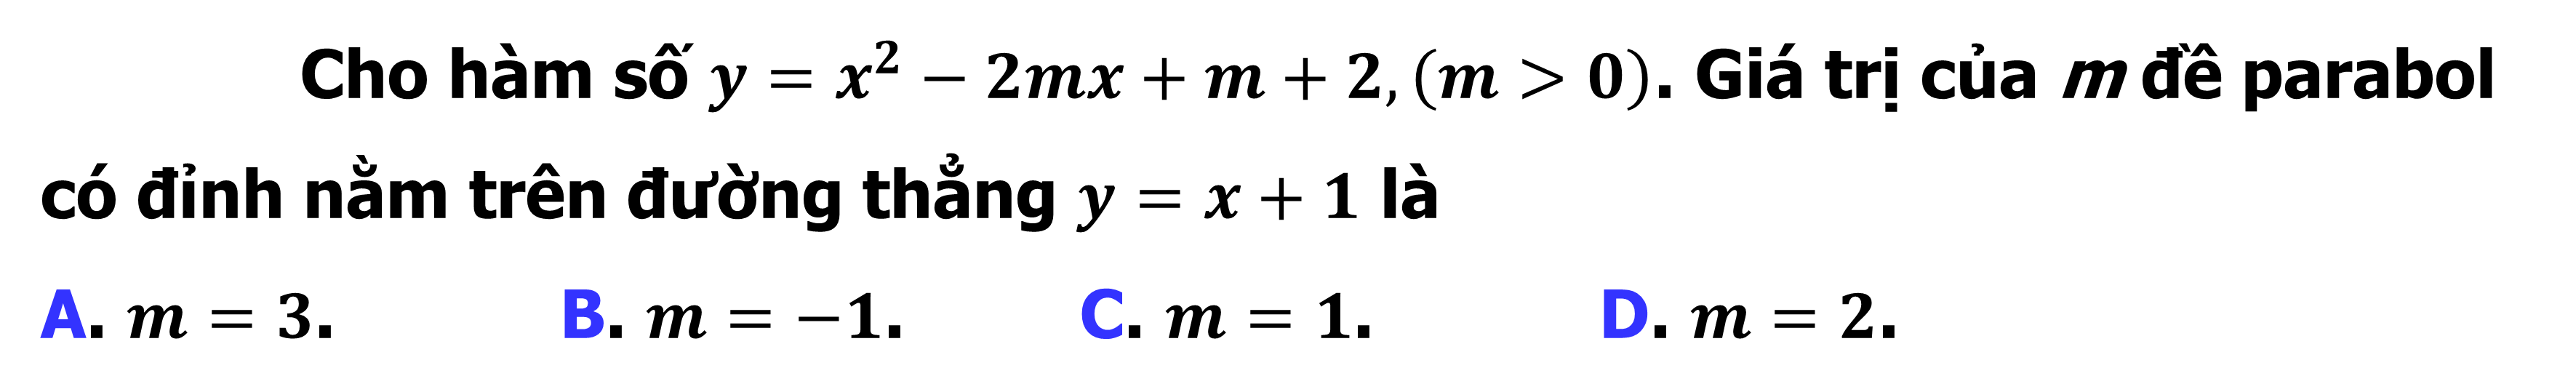 Cho hàm số y = x² − 2mx + m + 2, (m > 0). Giá trị của m đề parabol
có đỉnh nằm trên đường thẳng y = x + 1 là
A. m = 3. B. m = −1. C. m = 1. D. m = 2.